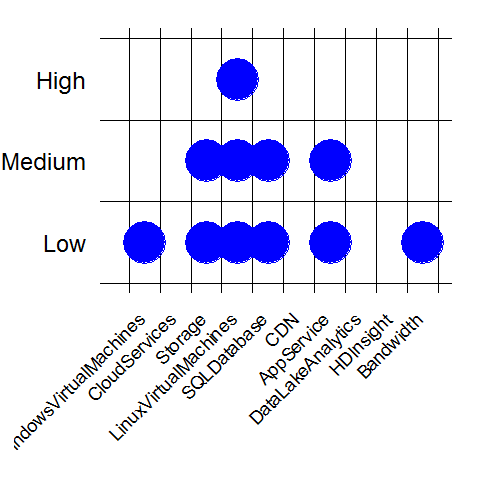 High
Medium
Low
ndowsVirtualMachines
CloudServices
Storage
LinuxVirtualMachines
SQLDatabase
CDN
AppService
DataLakeAnalytics
HDInsight
Bandwidth